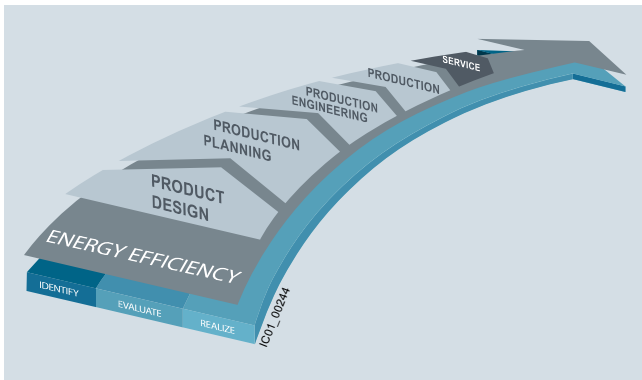 SERVICE
PRODUCTION
PRODUCTION
ENGINEERING
PRODUCTION
PLANNING
PRODUCT
DESIGN
ENERGY EFFICIENCY
IDENTIFY
EVALUATE
REALIZE
IC01_00244